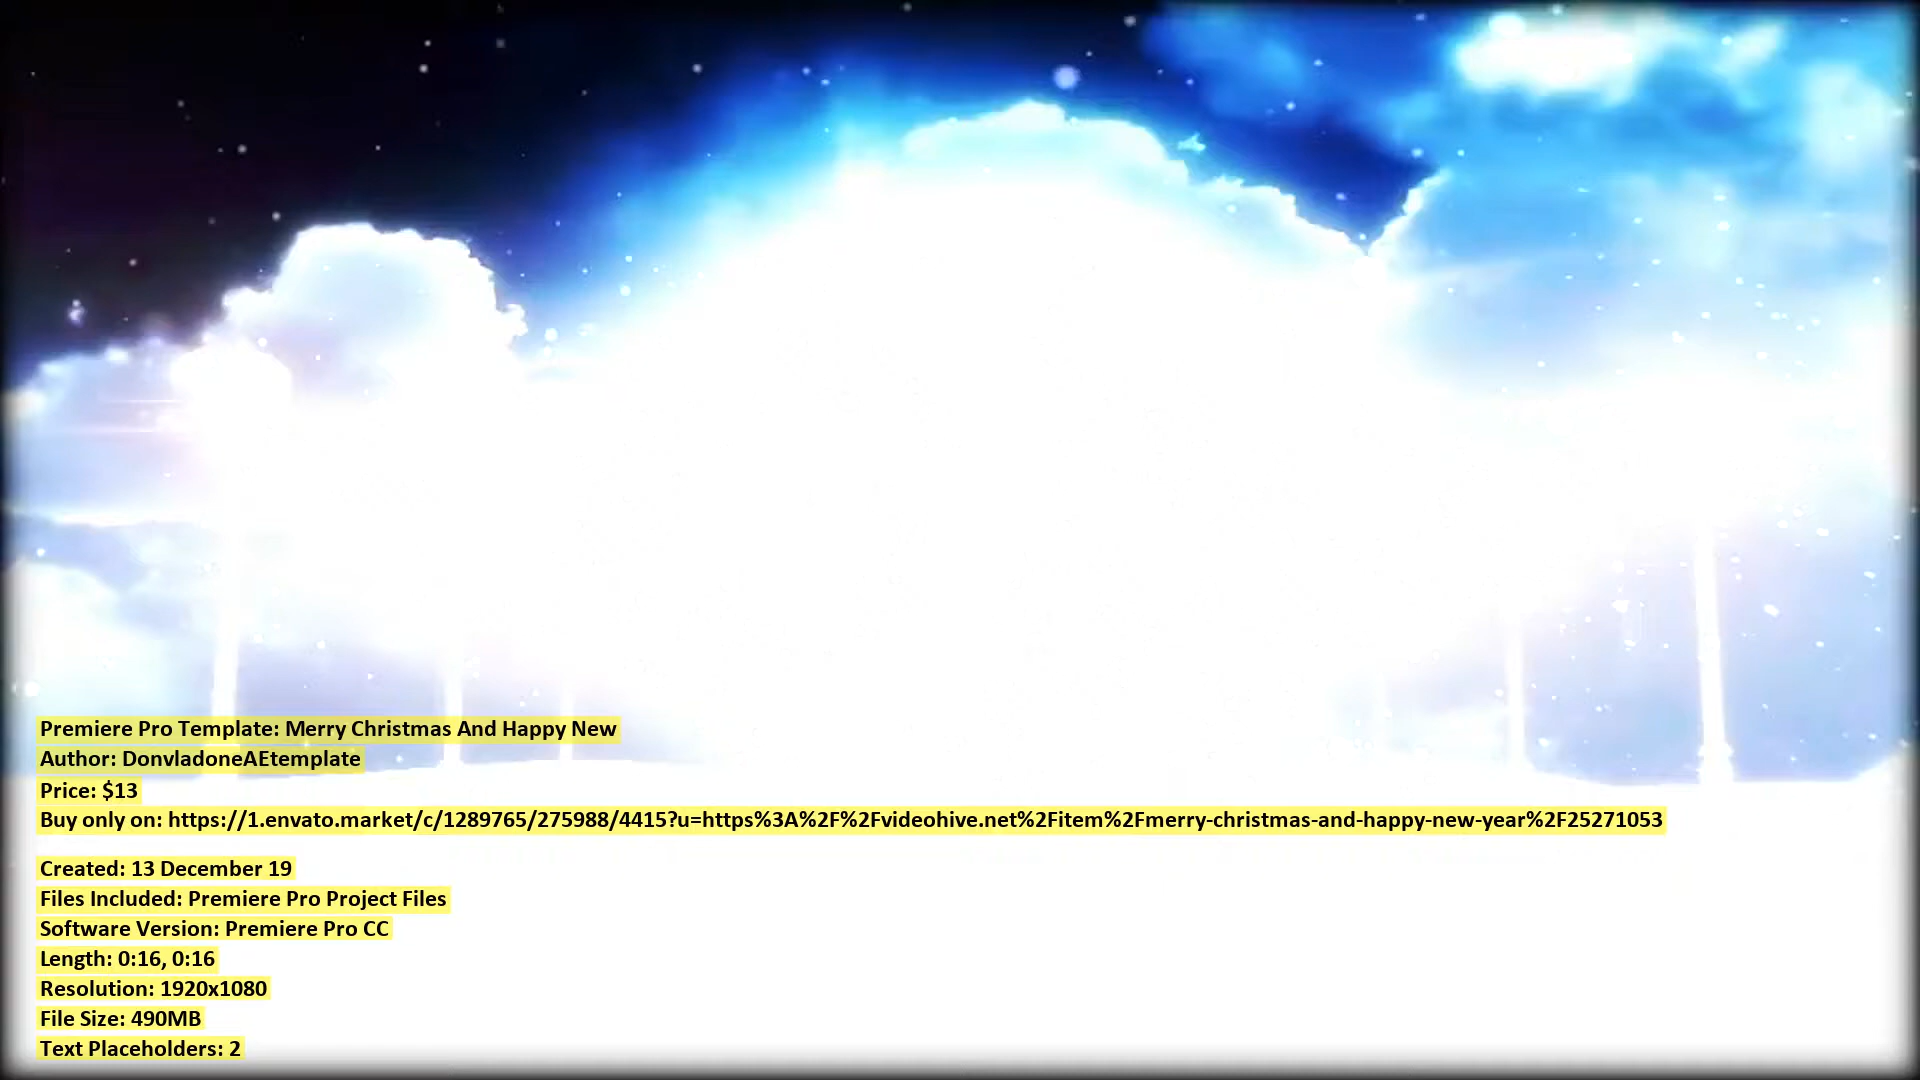 Premiere Pro Template: Merry Christmas And Happy New
Author: DonvladoneAEtemplate
Price: $13
Buy only on: https://1.envato.market/c/1289765/275988/4415?u=https%3A%2F%2Fvideohive.net%2Fitem%2Fmerry-christmas-and-happy-new-year%2F25271053
Created: 13 December 19
Files Included: Premiere Pro Project Files
Software Version: Premiere Pro CC
Length: 0:16, 0:16
Resolution: 1920x1080
File Size: 490MB
Text Placeholders: 2